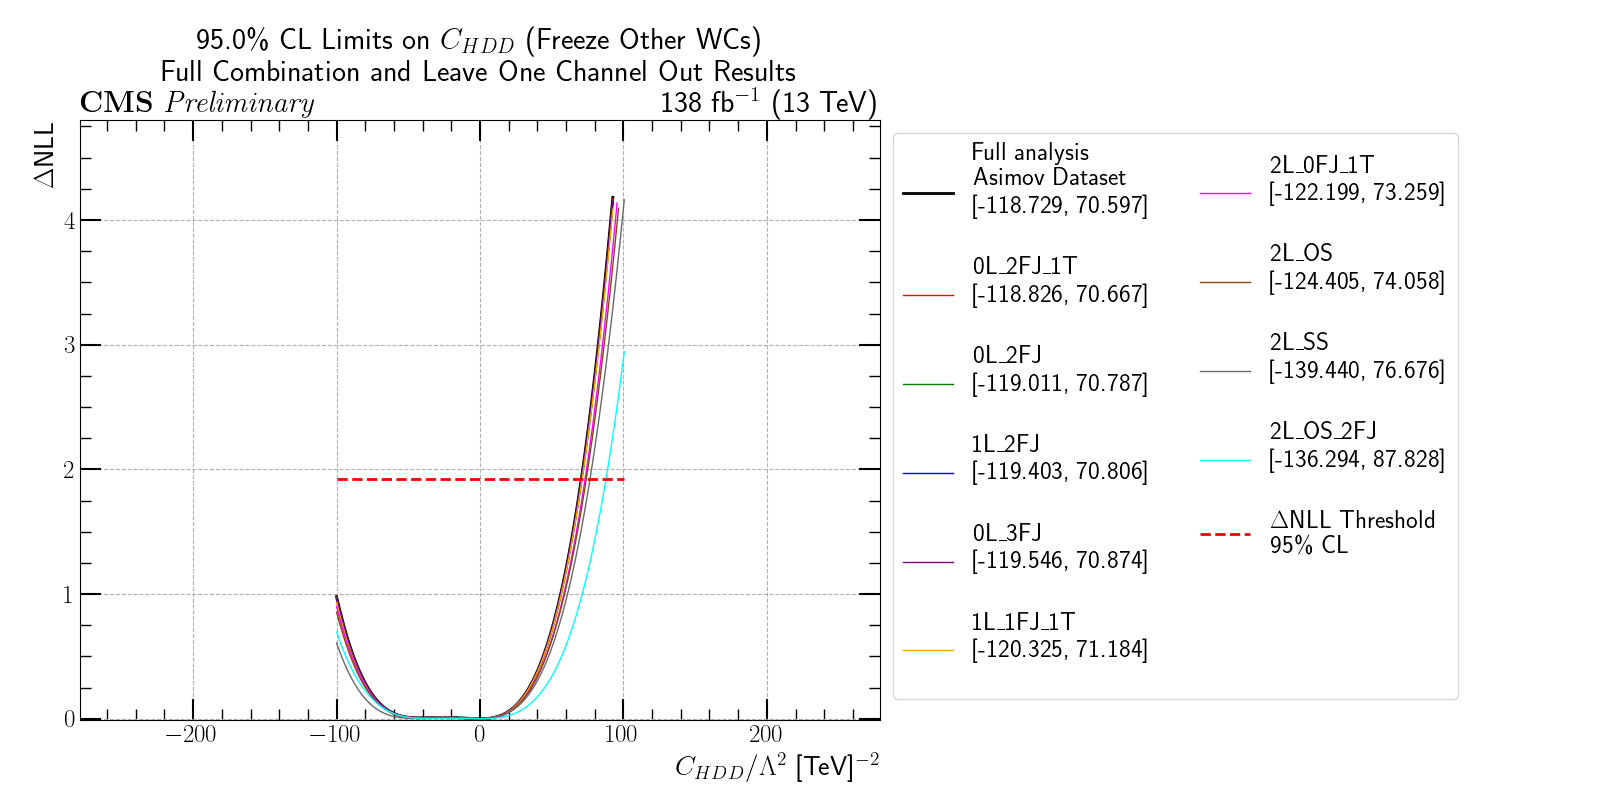 95.0% CL Limits on C_HDD (Freeze Other WCs)
Full Combination and Leave One Channel Out Results
CMS Preliminary
138 fb⁻¹ (13 TeV)
ΔNLL
4
3
2
1
0
−200
−100
0
100
200
C_HDD/Λ² [TeV]⁻²
Full analysis
Asimov Dataset
[-118.729, 70.597]
0L_2FJ_1T
[-118.826, 70.667]
0L_2FJ
[-119.011, 70.787]
1L_2FJ
[-119.403, 70.806]
0L_3FJ
[-119.546, 70.874]
1L_1FJ_1T
[-120.325, 71.184]
2L_0FJ_1T
[-122.199, 73.259]
2L_OS
[-124.405, 74.058]
2L_SS
[-139.440, 76.676]
2L_OS_2FJ
[-136.294, 87.828]
ΔNLL Threshold
95% CL